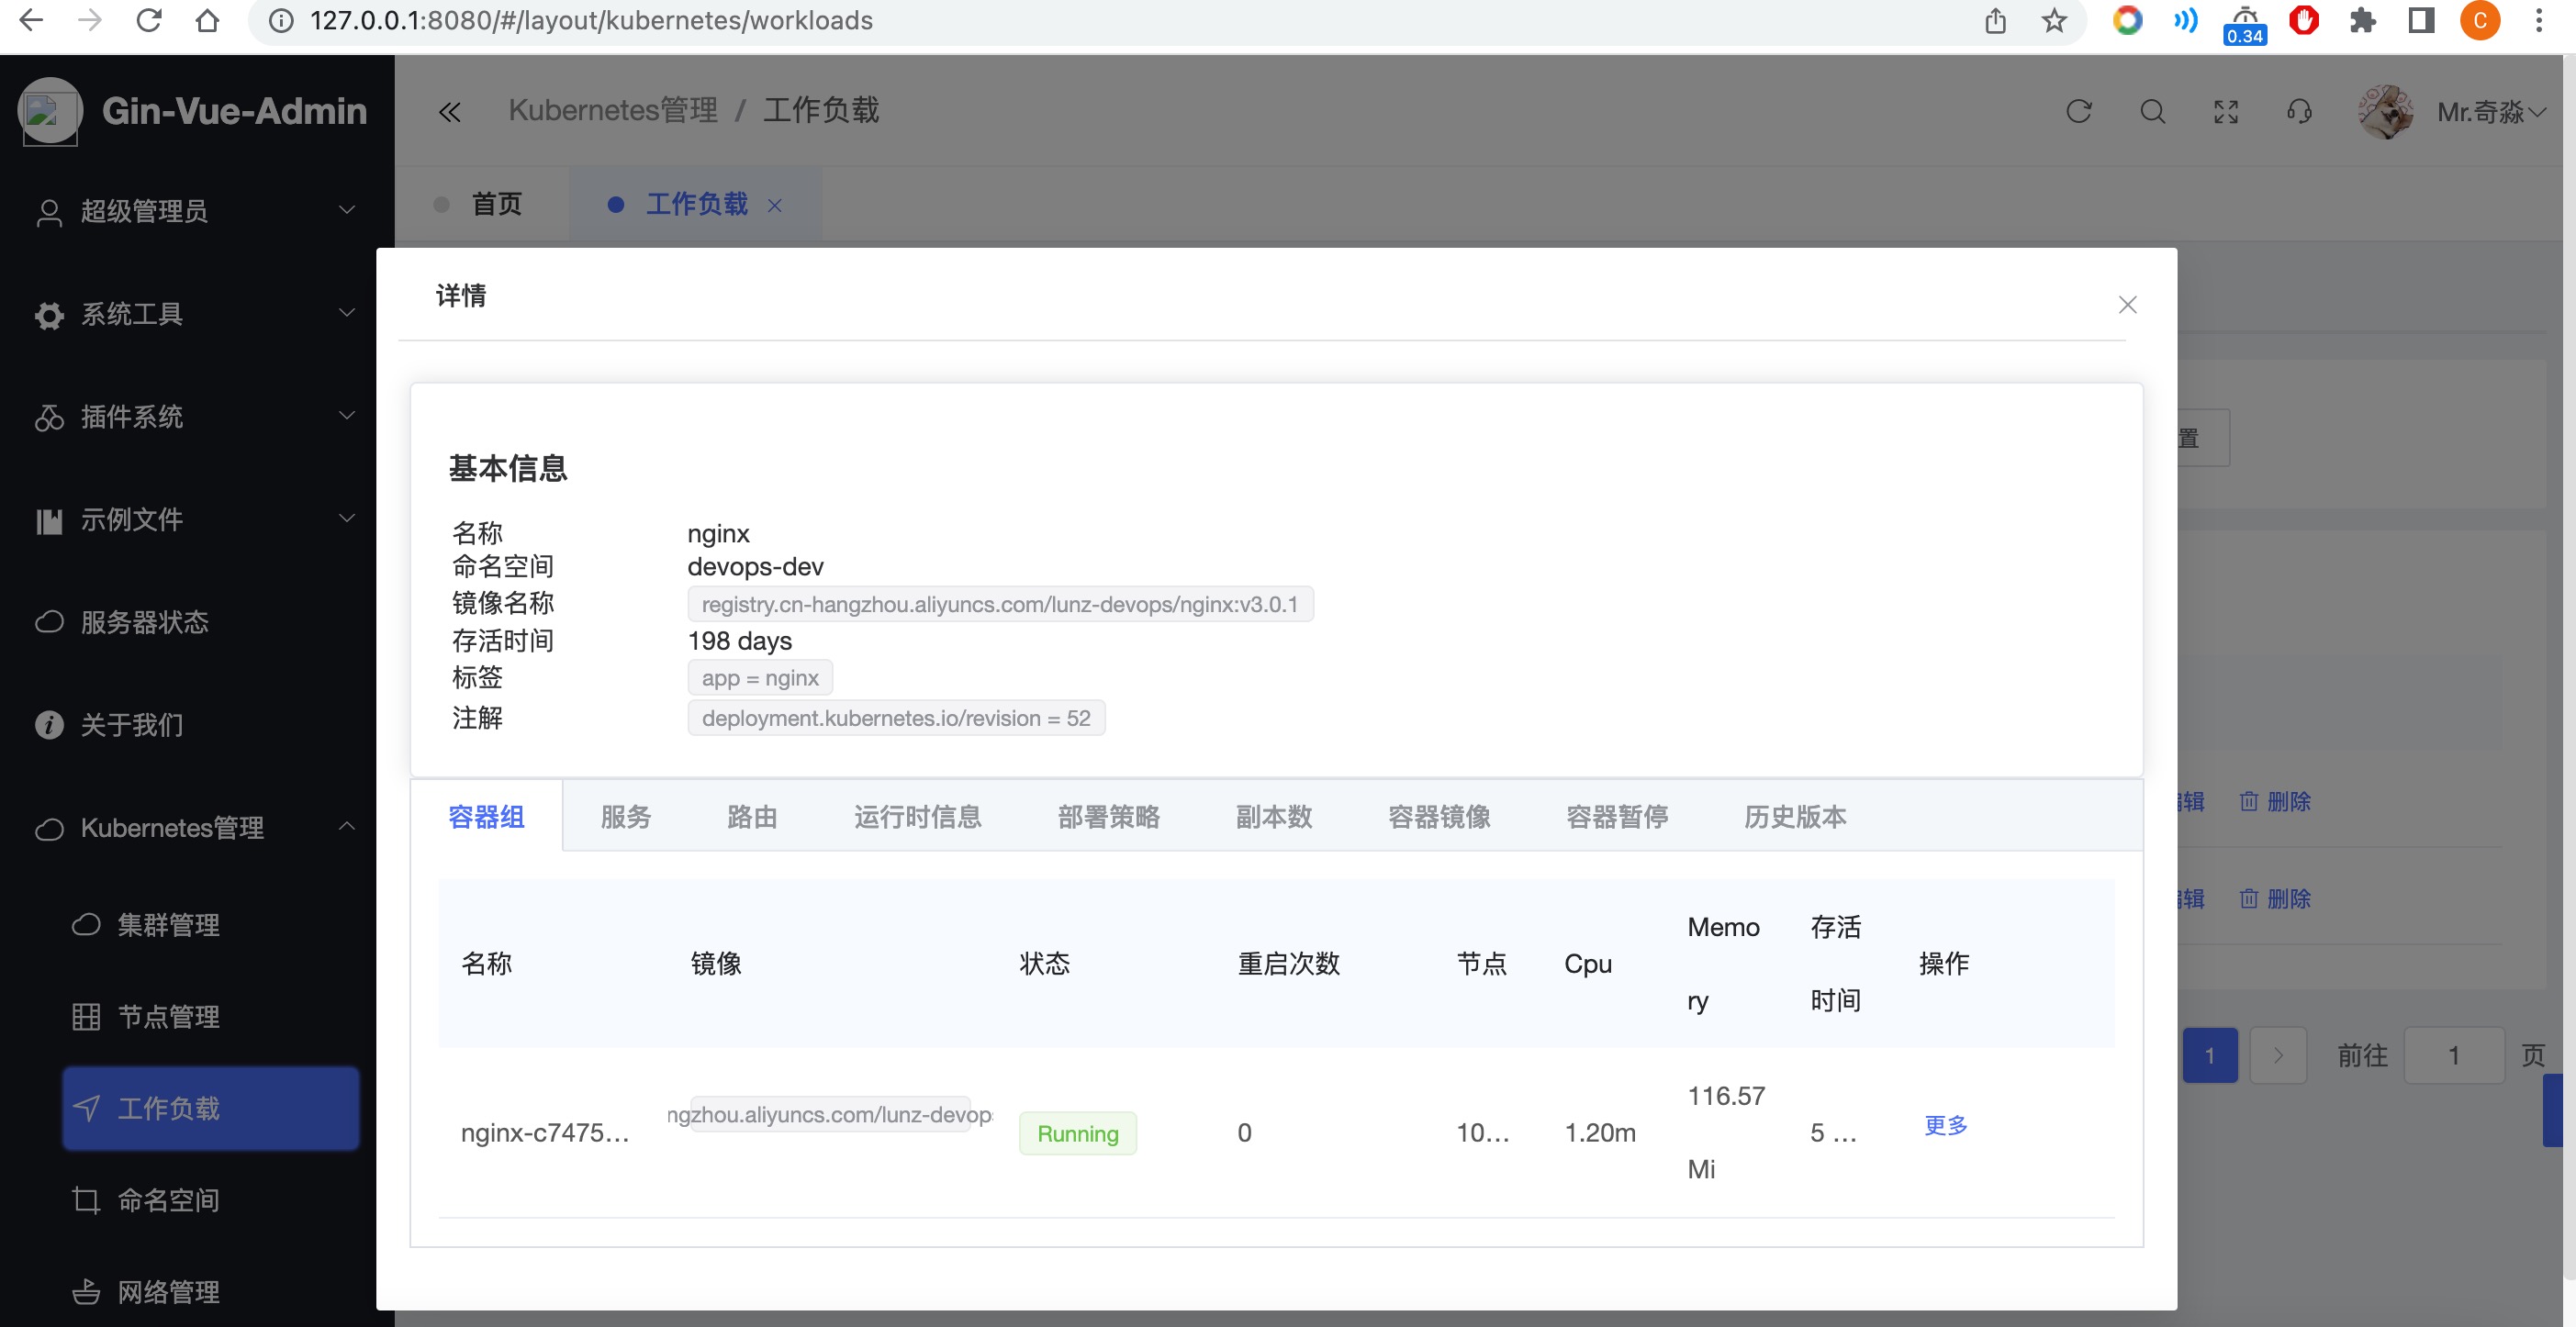 127.0.0.1:8080/#/layout/kubernetes/workloads
0.34
C
Gin-Vue-Admin
Kubernetes管理 / 工作负载
Mr.奇淼
首页
工作负载
超级管理员
系统工具
插件系统
示例文件
服务器状态
关于我们
Kubernetes管理
集群管理
节点管理
工作负载
命名空间
网络管理
详情
基本信息
名称 nginx
命名空间 devops-dev
镜像名称 registry.cn-hangzhou.aliyuncs.com/lunz-devops/nginx:v3.0.1
存活时间 198 days
标签 app = nginx
注解 deployment.kubernetes.io/revision = 52
容器组 服务 路由 运行时信息 部署策略 副本数 容器镜像 容器暂停 历史版本
名称 镜像 状态 重启次数 节点 Cpu Memory 存活时间 操作
nginx-c7475... ngzhou.aliyuncs.com/lunz-devop Running 0 10... 1.20m 116.57 Mi 5 ... 更多
置
辑 删除
辑 删除
1 前往 1 页